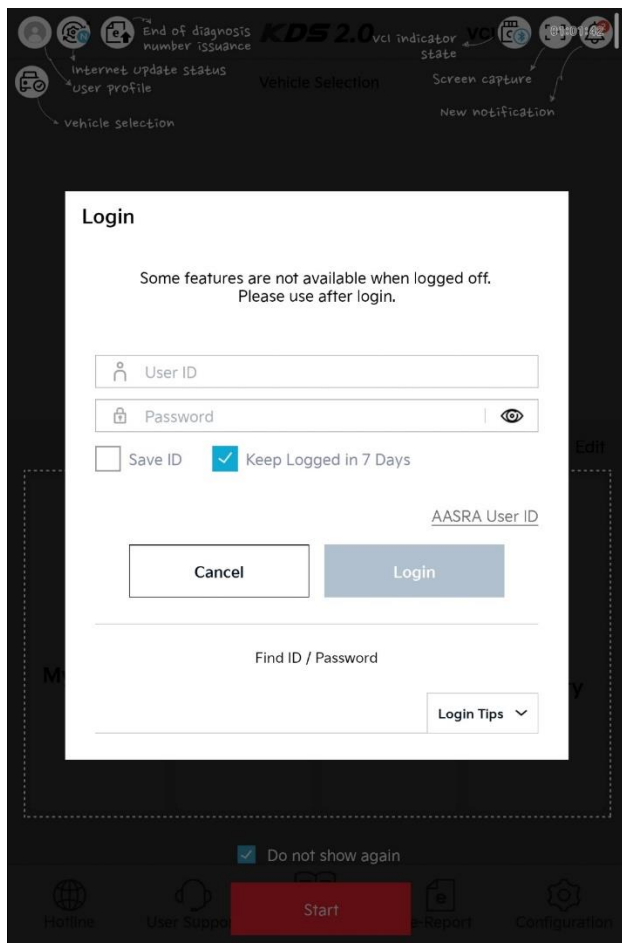 End of diagnosis
number issuance
KDS 2.0
VCI indicator
state
VCI
Internet update status
User profile
Vehicle Selection
Screen capture
New notification
Vehicle selection
Login
Some features are not available when logged off.
Please use after login.
User ID
Password
Save ID
Keep Logged in 7 Days
Edit
AASRA User ID
Cancel
Login
Find ID / Password
Login Tips
Do not show again
Start
Hotline
User Suppo
e-Report
Configuration